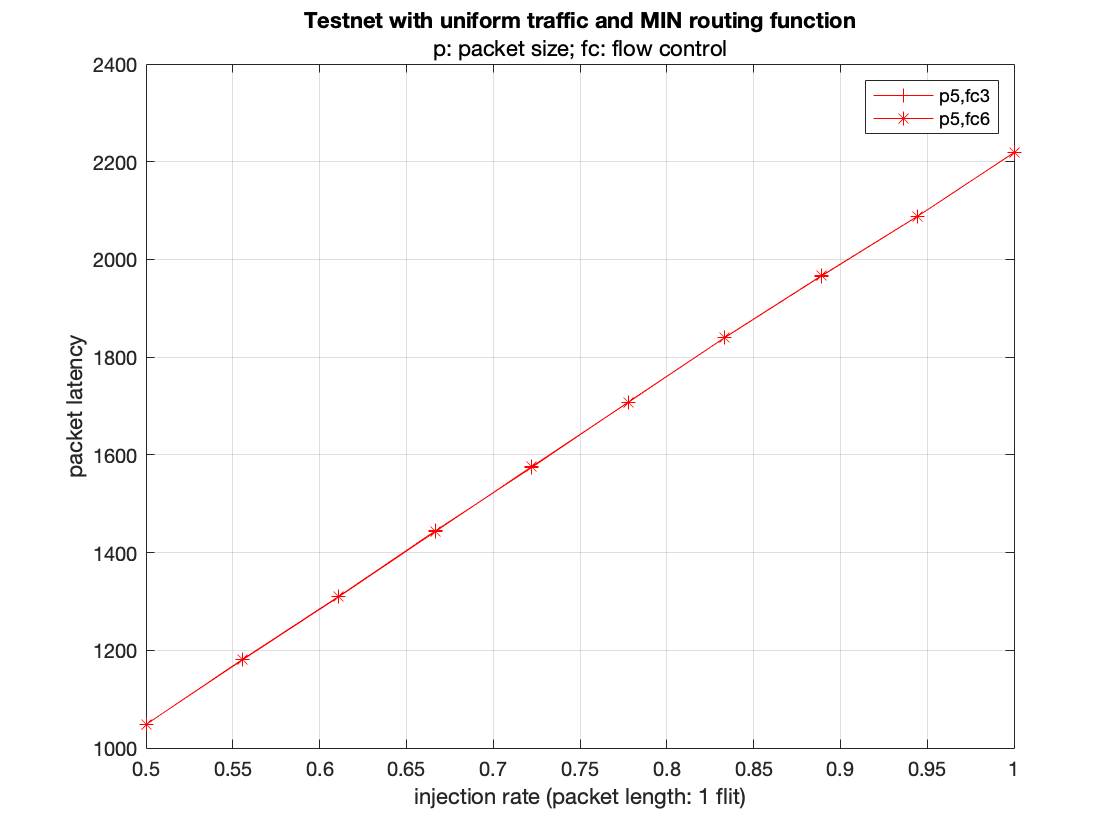 Testnet with uniform traffic and MIN routing function
p: packet size; fc: flow control
2400
p5,fc3
p5,fc6
2200
2000
1800
1600
1400
1200
1000
packet latency
0.5 0.55 0.6 0.65 0.7 0.75 0.8 0.85 0.9 0.95 1
injection rate (packet length: 1 flit)